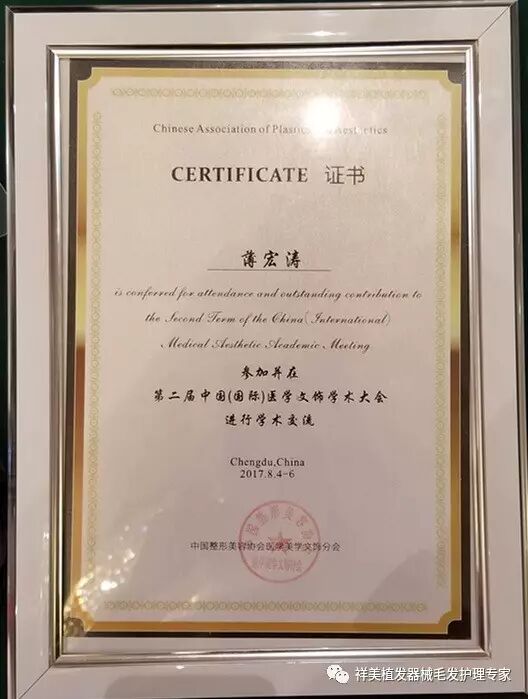 Chinese Association of Plastics and Aesthetics
CERTIFICATE 证书
薄宏涛
is conferred for attendance and outstanding contribution to
the Second Term of the China(International)
Medical Aesthetic Academic Meeting
参加并在
第二届中国(国际)医学文饰学术大会
进行学术交流
Chengdu,China
2017.8.4-6
中国整形美容协会医学美学文饰分会
祥美植发器械毛发护理专家